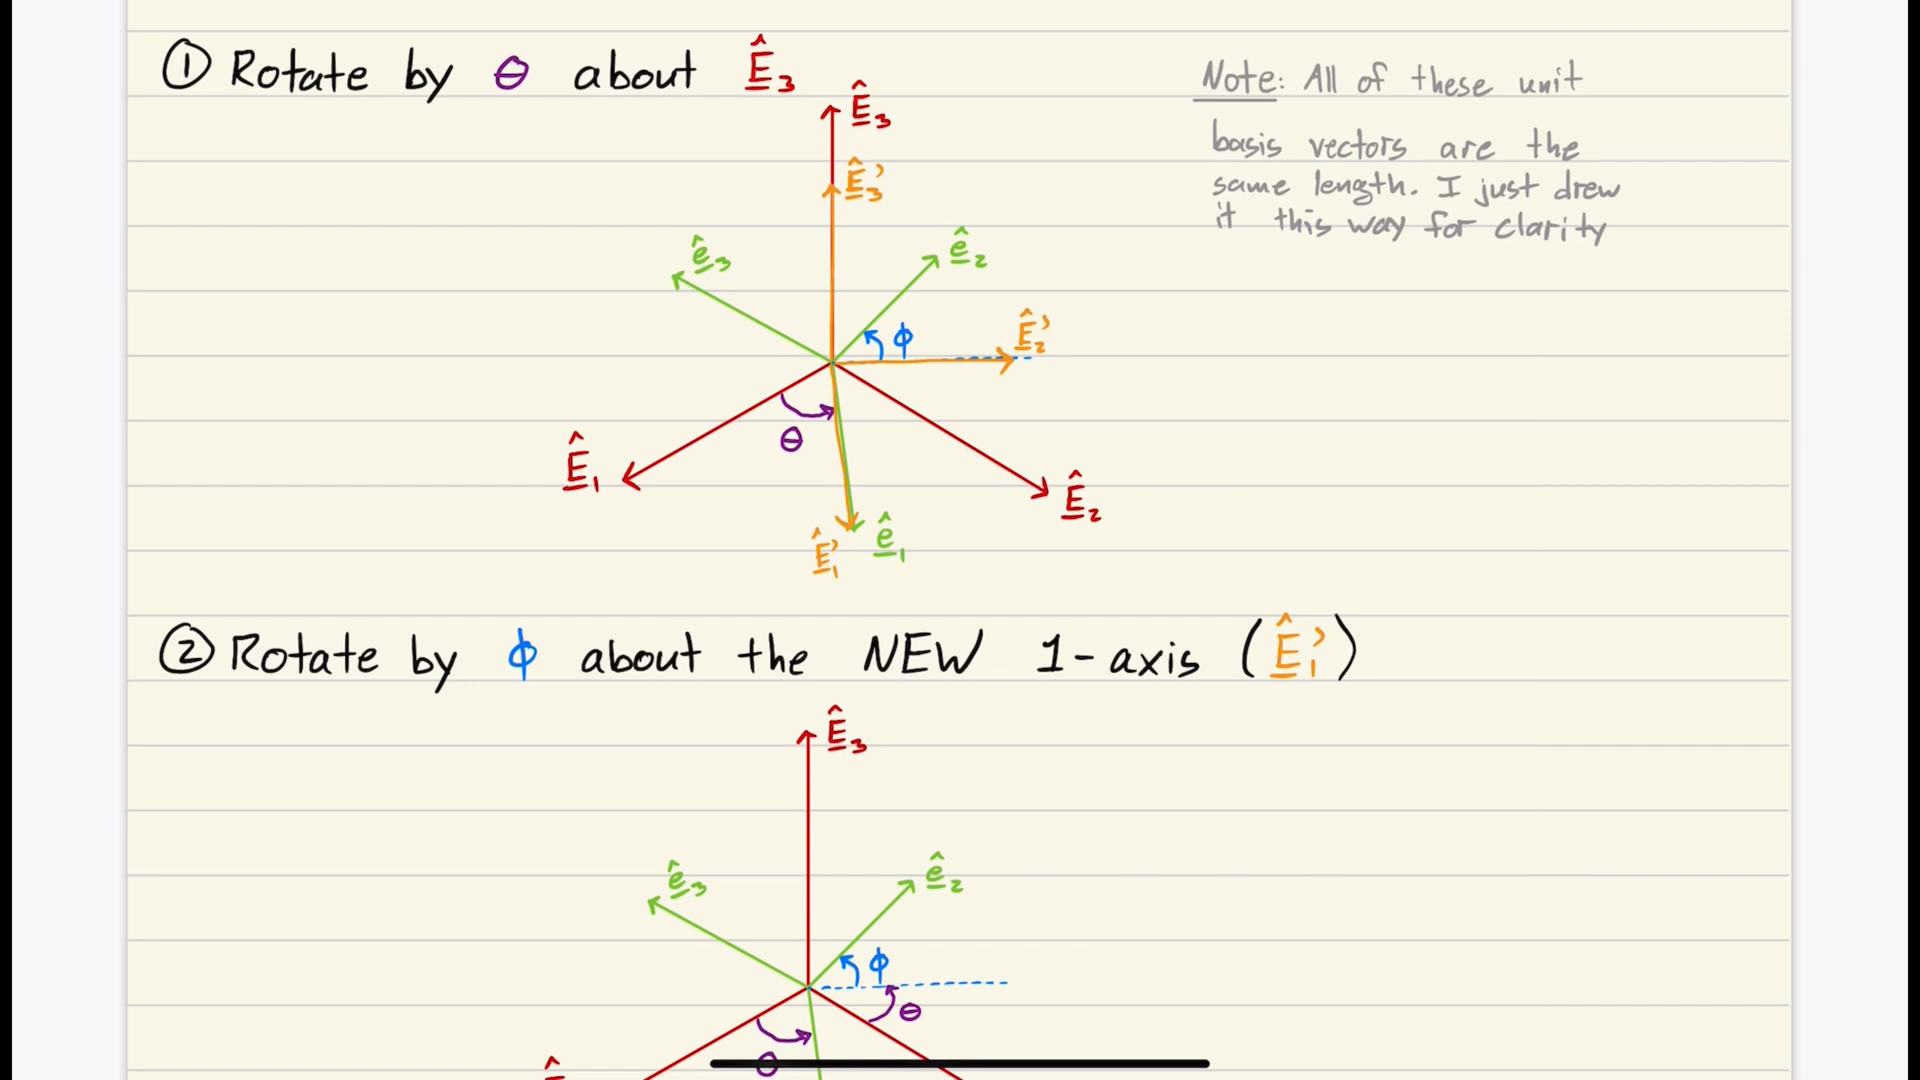 ① Rotate by θ about Ê₃
Note: All of these unit
basis vectors are the
same length. I just drew
it this way for clarity
Ê₃
Ê₃'
ê₃
ê₂
Ê₂'
ϕ
θ
Ê₁
Ê₂
Ê₁'
ê₁
② Rotate by ϕ about the NEW 1-axis (Ê₁')
Ê₃
ê₃
ê₂
ϕ
θ
θ